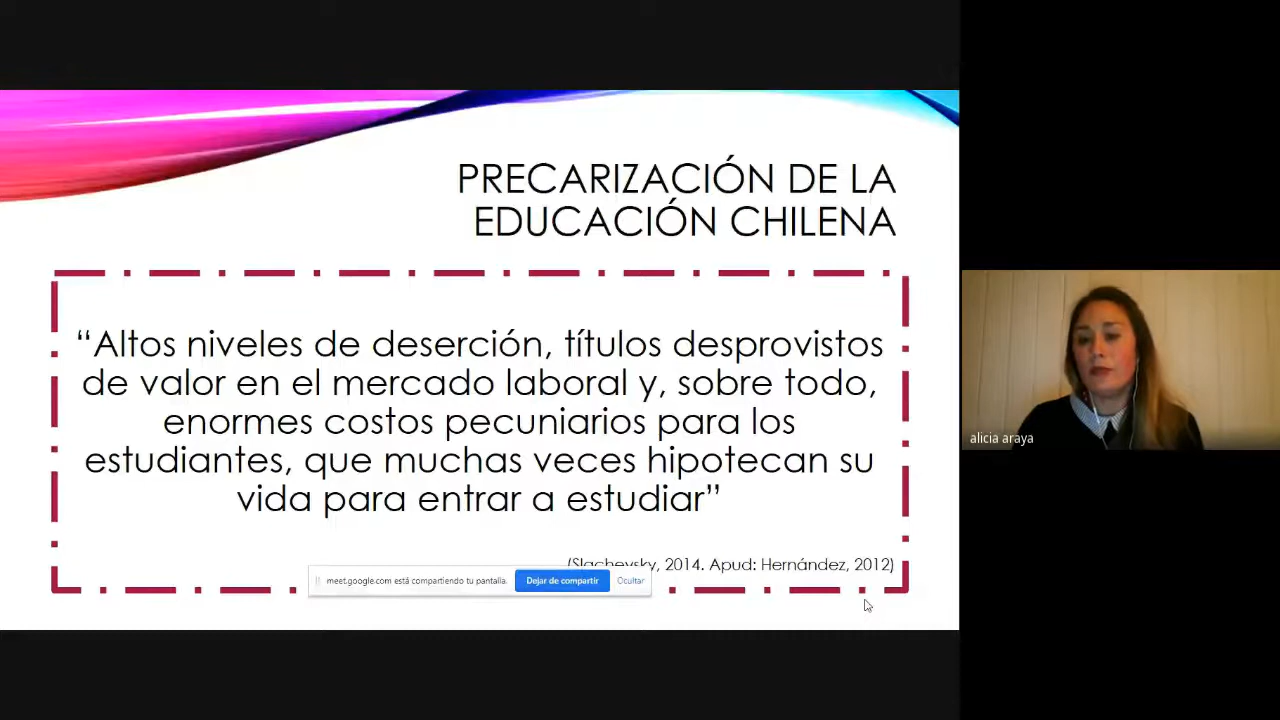 PRECARIZACIÓN DE LA
EDUCACIÓN CHILENA
“Altos niveles de deserción, títulos desprovistos
de valor en el mercado laboral y, sobre todo,
enormes costos pecuniarios para los
estudiantes, que muchas veces hipotecan su
vida para entrar a estudiar”
(Slachevsky, 2014. Apud: Hernández, 2012)
meet.google.com está compartiendo tu pantalla.
Dejar de compartir
Ocultar
alicia araya